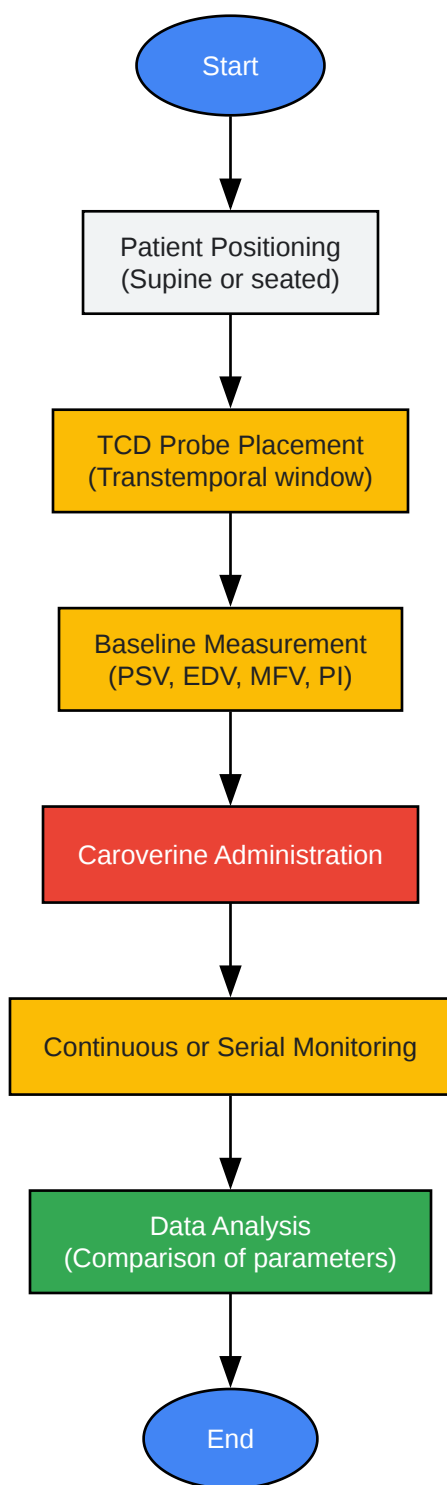 Start
Patient Positioning
(Supine or seated)
TCD Probe Placement
(Transtemporal window)
Baseline Measurement
(PSV, EDV, MFV, PI)
Caroverine Administration
Continuous or Serial Monitoring
Data Analysis
(Comparison of parameters)
End